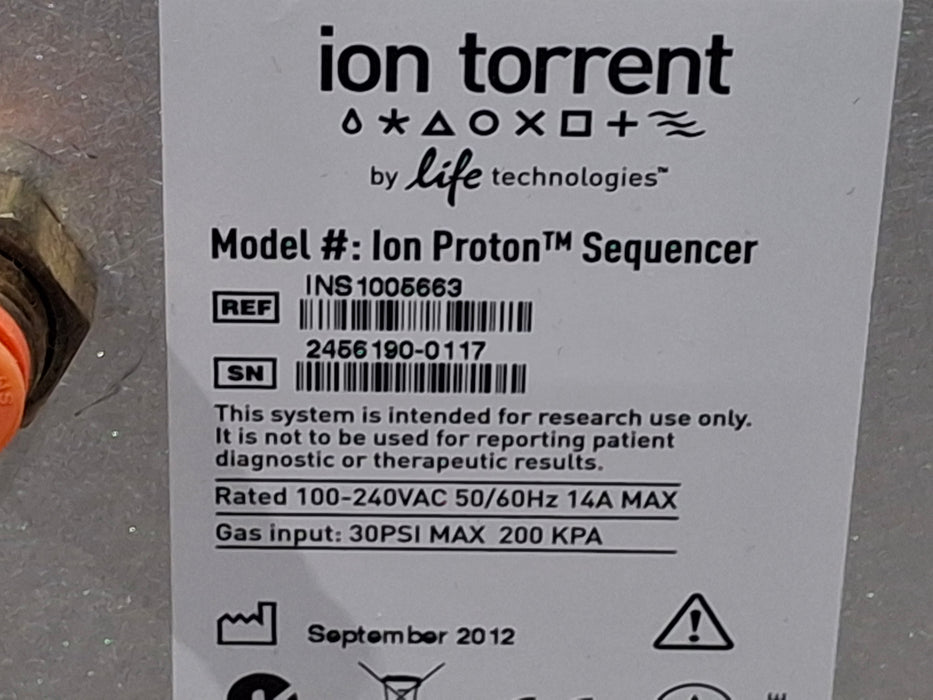 ion torrent
by life technologies™
Model #: Ion Proton™ Sequencer
INS1005663
REF
2456190-0117
SN
This system is intended for research use only.
It is not to be used for reporting patient
diagnostic or therapeutic results.
Rated 100-240VAC 50/60Hz 14A MAX
Gas input: 30PSI MAX 200 KPA
September 2012